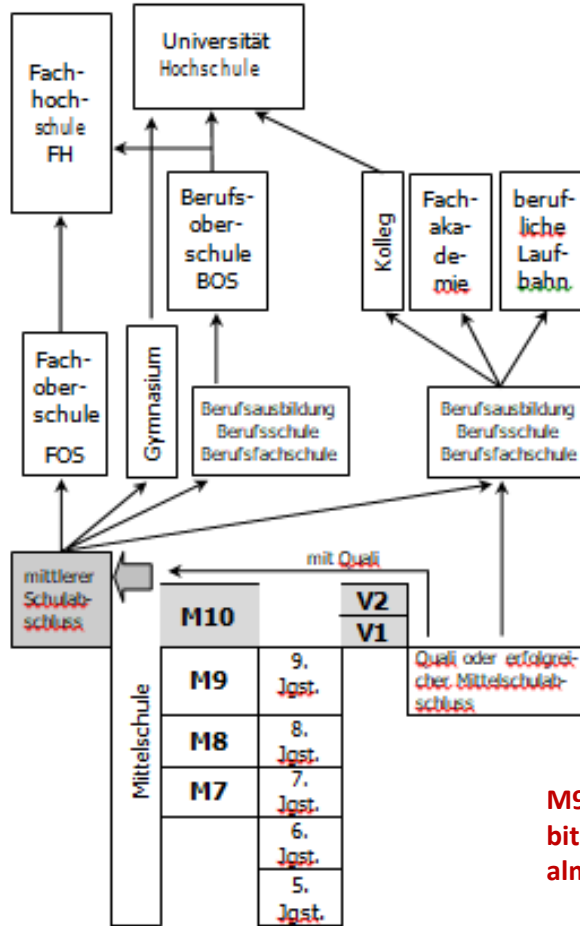 Universität
Hochschule
Fach-
hoch-
schule
FH
Berufs-
ober-
schule
BOS
Kolleg
Fach-
aka-
de-
mie
beruf-
liche
Lauf-
bahn
Fach-
ober-
schule
FOS
Gymnasium
Berufsausbildung
Berufsschule
Berufsfachschule
Berufsausbildung
Berufsschule
Berufsfachschule
mittlerer
Schulab-
schluss
mit Quali
M10
V2
V1
Quali oder erfolgrei-
cher Mittelschulab-
schluss
Mittelschule
M9
9.
Jgst.
M8
8.
Jgst.
M7
7.
Jgst.
6.
Jgst.
5.
Jgst.
M9
bit
aln